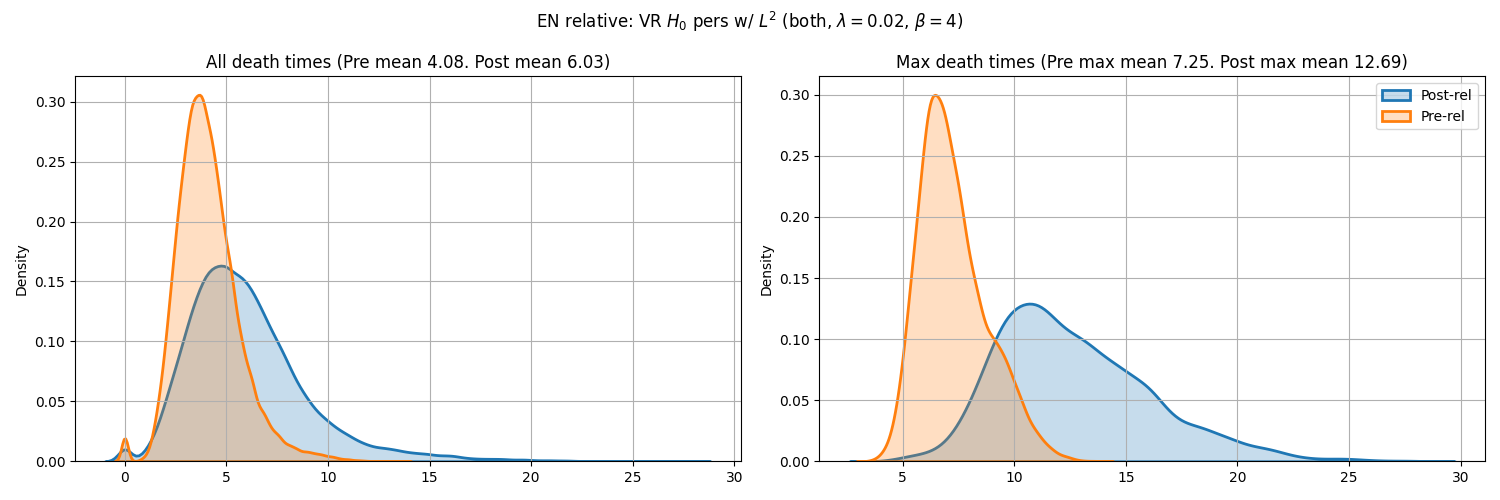 EN relative: VR $H_0$ pers w/ $L^2$ (both, $\lambda = 0.02$, $\beta = 4$)
All death times (Pre mean 4.08. Post mean 6.03)
Density
0.30
0.25
0.20
0.15
0.10
0.05
0.00
0 5 10 15 20 25 30
Max death times (Pre max mean 7.25. Post max mean 12.69)
Post-rel
Pre-rel
Density
0.30
0.25
0.20
0.15
0.10
0.05
0.00
5 10 15 20 25 30